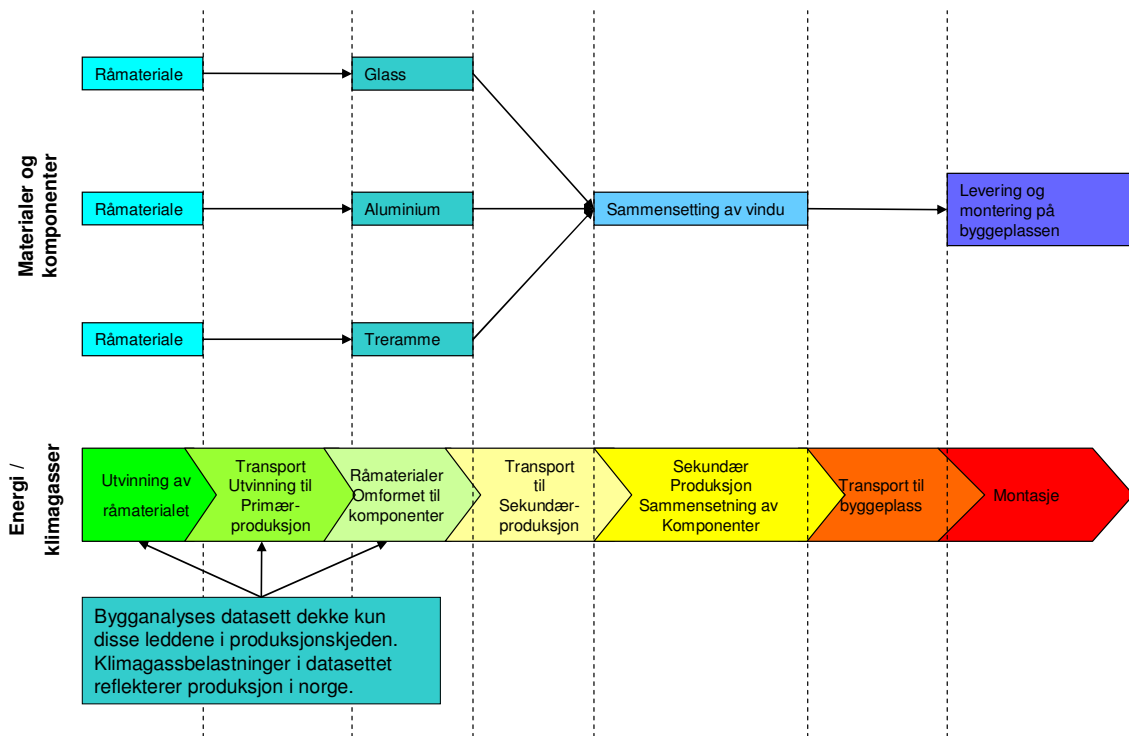 Materialer og
komponenter
Råmateriale
Glass
Råmateriale
Aluminium
Sammensetting av vindu
Levering og
montering på
byggeplassen
Råmateriale
Treramme
Energi /
klimagasser
Utvinning av
råmaterialet
Transport
Utvinning til
Primær-
produksjon
Råmaterialer
Omformet til
komponenter
Transport
til
Sekundær-
produksjon
Sekundær
Produksjon
Sammensetning av
Komponenter
Transport til
byggeplass
Montasje
Bygganalyses datasett dekke kun
disse leddene i produksjonskjeden.
Klimagassbelastninger i datasettet
reflekterer produksjon i norge.